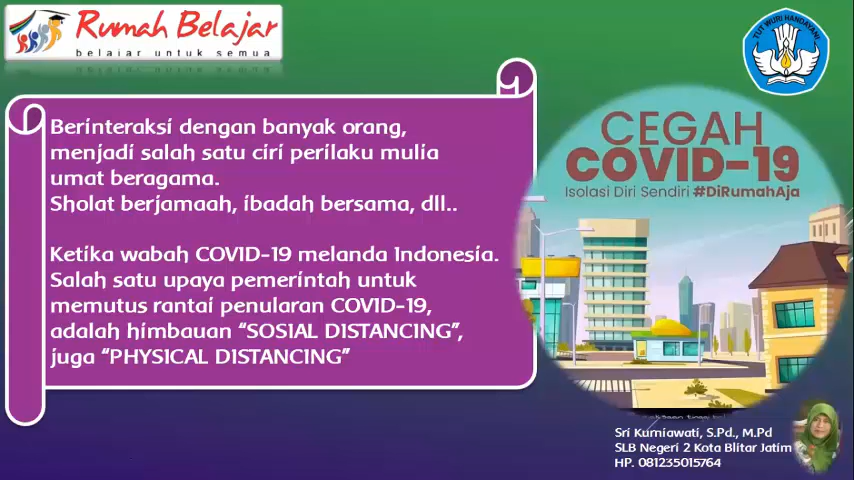 Rumah Belajar
belajar untuk semua
TUT WURI HANDAYANI
Berinteraksi dengan banyak orang,
menjadi salah satu ciri perilaku mulia
umat beragama.
Sholat berjamaah, ibadah bersama, dll..
Ketika wabah COVID-19 melanda Indonesia.
Salah satu upaya pemerintah untuk
memutus rantai penularan COVID-19,
adalah himbauan “SOSIAL DISTANCING”,
juga “PHYSICAL DISTANCING”
CEGAH
COVID-19
Isolasi Diri Sendiri #DiRumahAja
Sri Kurniawati, S.Pd., M.Pd
SLB Negeri 2 Kota Blitar Jatim
HP. 081235015764